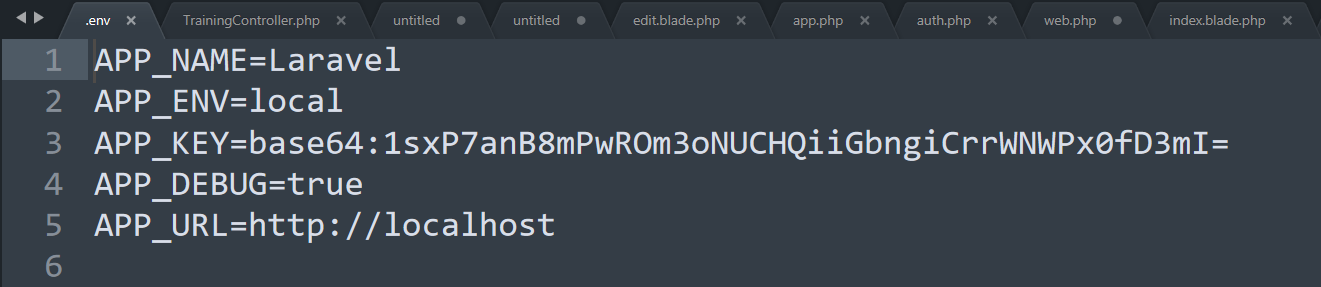 .env TrainingController.php untitled untitled edit.blade.php app.php auth.php web.php index.blade.php
1 APP_NAME=Laravel
2 APP_ENV=local
3 APP_KEY=base64:1sxP7anB8mPwROm3oNUCHQiiGbngiCrrWNWPx0fD3mI=
4 APP_DEBUG=true
5 APP_URL=http://localhost
6